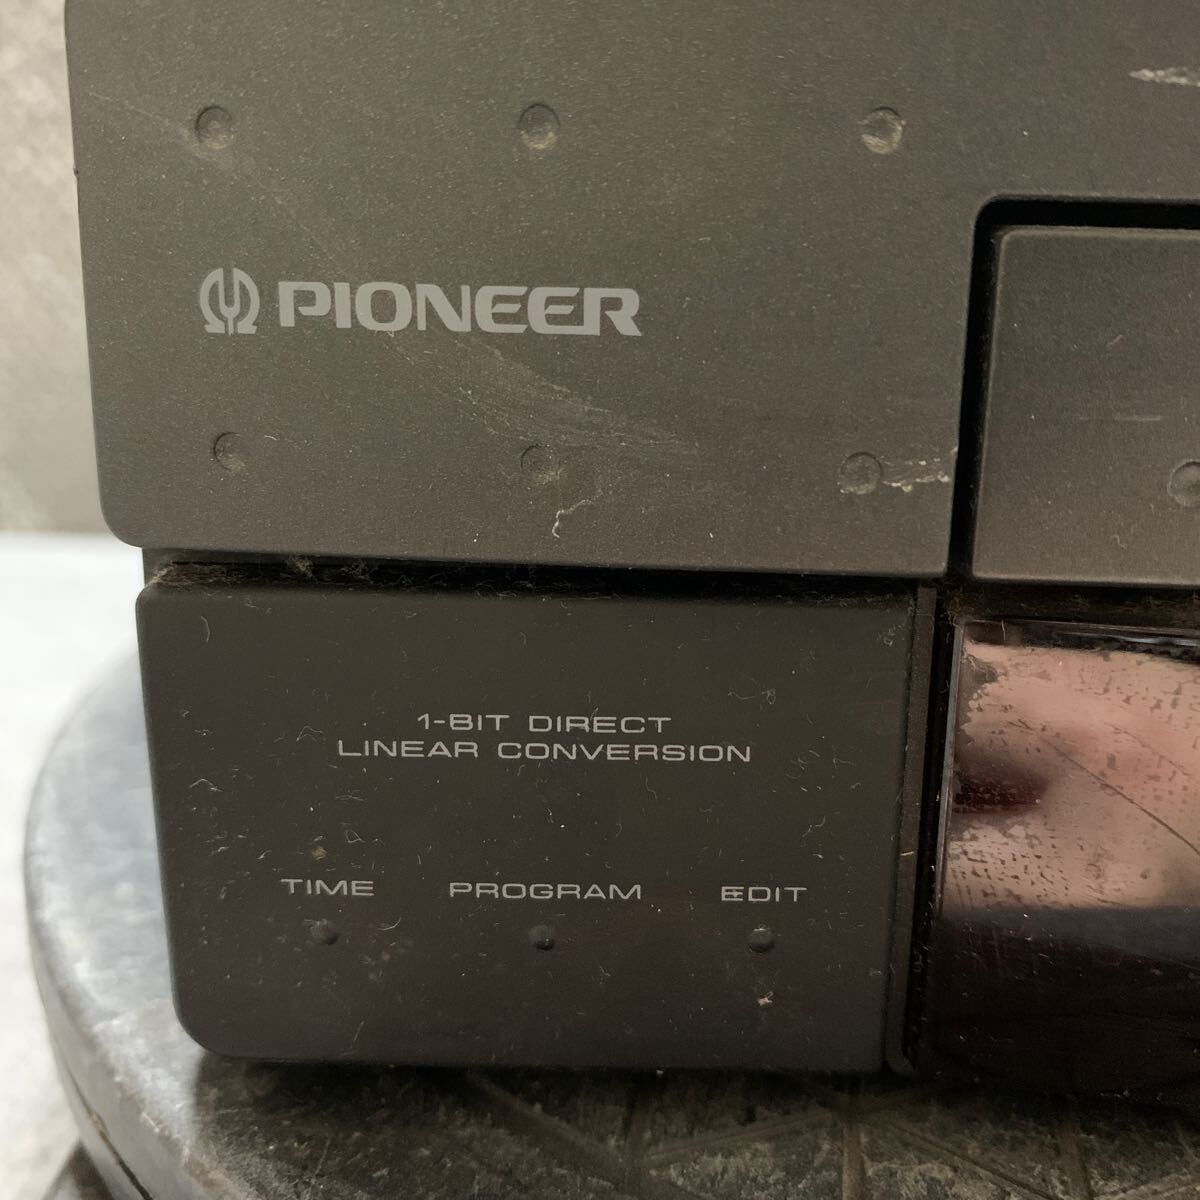 PIONEER
1-BIT DIRECT
LINEAR CONVERSION
TIME PROGRAM EDIT